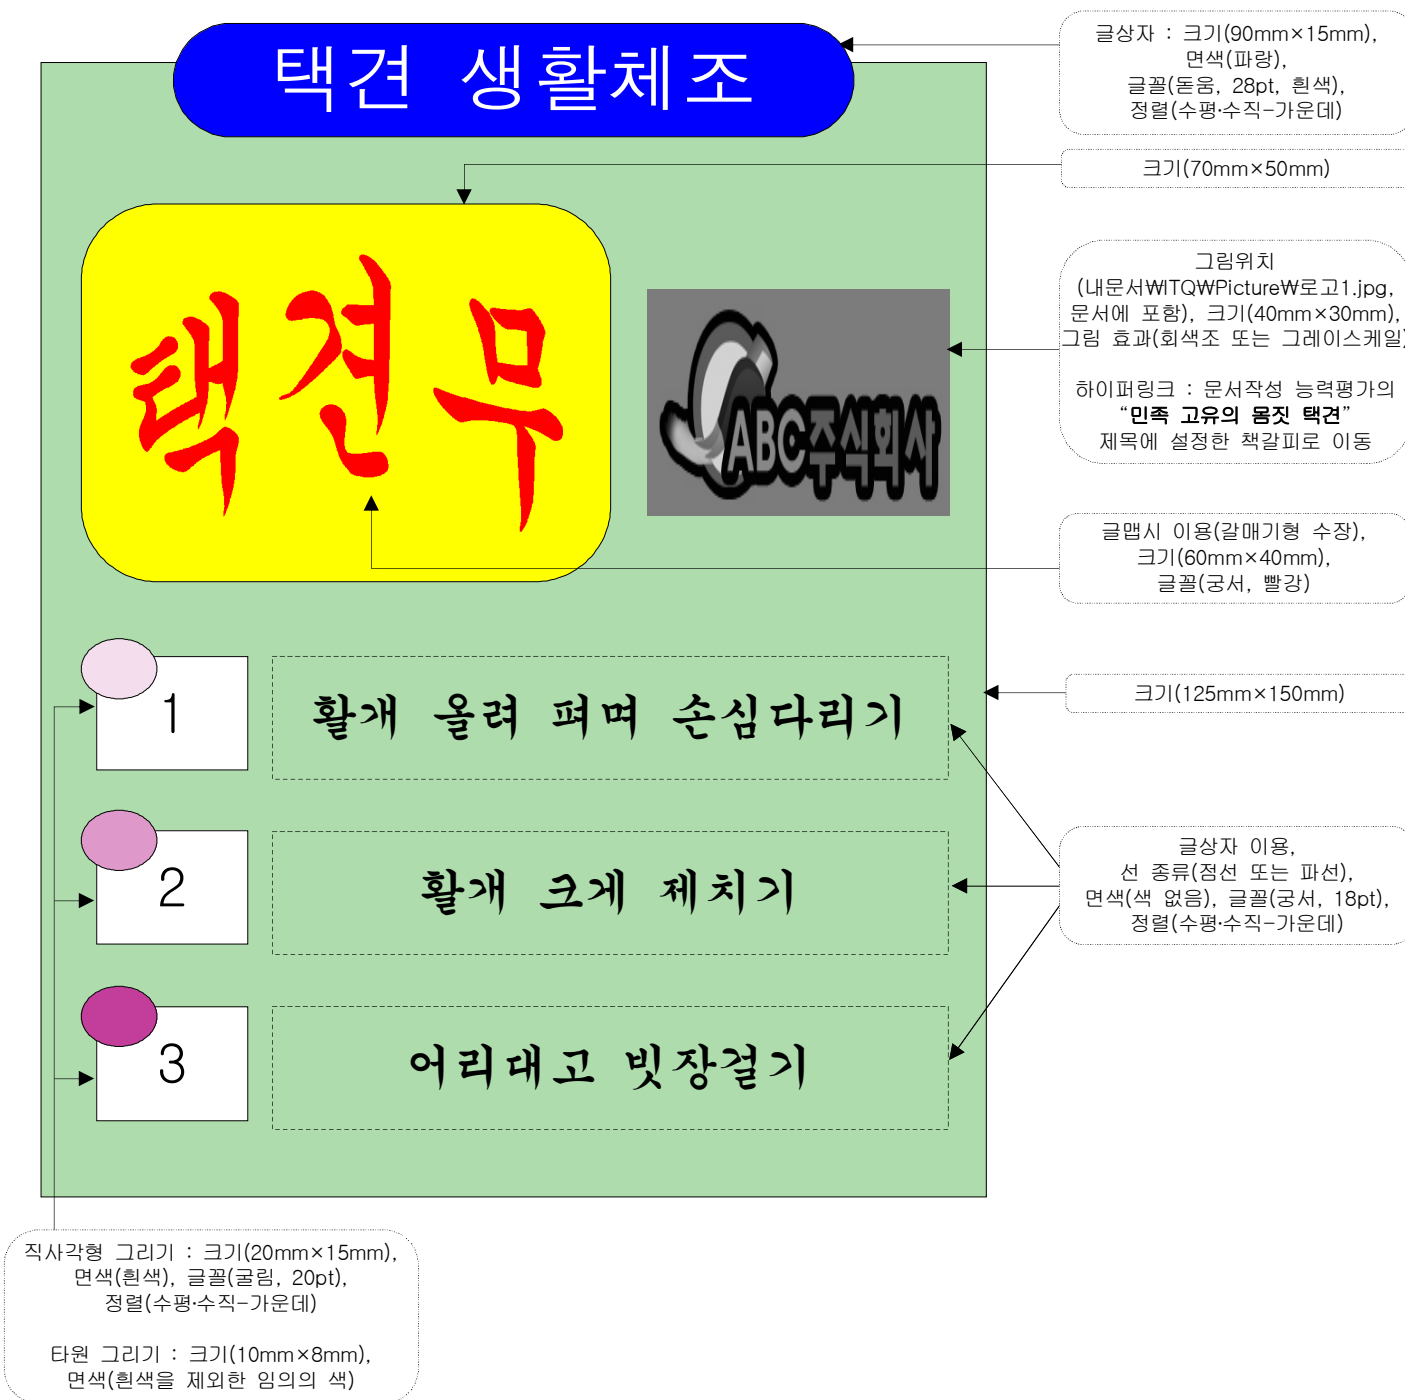 택견 생활체조
글상자 : 크기(90mm×15mm),
면색(파랑),
글꼴(돋움, 28pt, 흰색),
정렬(수평·수직-가운데)
크기(70mm×50mm)
택견무
ABC주식회사
그림위치
(내문서₩ITQ₩Picture₩로고1.jpg,
문서에 포함), 크기(40mm×30mm),
그림 효과(회색조 또는 그레이스케일)
하이퍼링크 : 문서작성 능력평가의
“민족 고유의 몸짓 택견”
제목에 설정한 책갈피로 이동
글맵시 이용(갈매기형 수장),
크기(60mm×40mm),
글꼴(궁서, 빨강)
크기(125mm×150mm)
1
활개 올려 펴며 손심다리기
2
활개 크게 제치기
글상자 이용,
선 종류(점선 또는 파선),
면색(색 없음), 글꼴(궁서, 18pt),
정렬(수평·수직-가운데)
3
어리대고 빗장걸기
직사각형 그리기 : 크기(20mm×15mm),
면색(흰색), 글꼴(굴림, 20pt),
정렬(수평·수직-가운데)
타원 그리기 : 크기(10mm×8mm),
면색(흰색을 제외한 임의의 색)